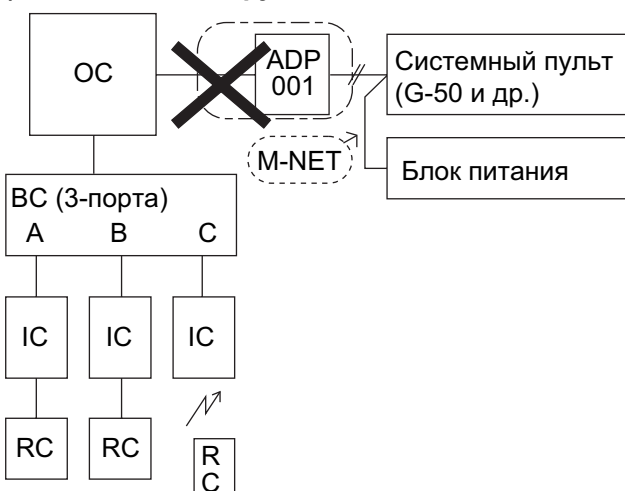 OC
ADP
001
Системный пульт
(G-50 и др.)
M-NET
Блок питания
BC (3-порта)
A B C
IC IC IC
RC RC
R
C